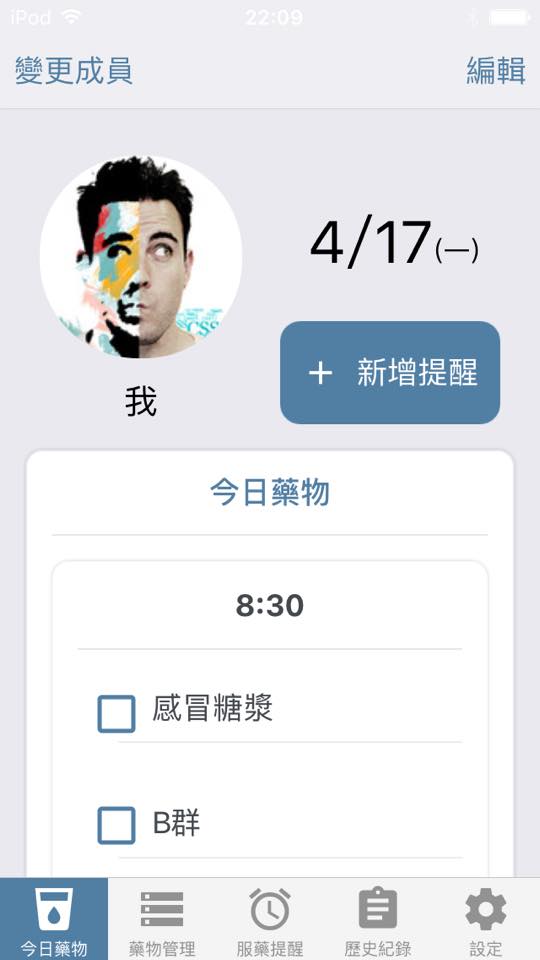 iPod 22:09
變更成員 編輯
4/17(一)
+ 新增提醒
我
今日藥物
8:30
感冒糖漿
B群
今日藥物 藥物管理 服藥提醒 歷史紀錄 設定